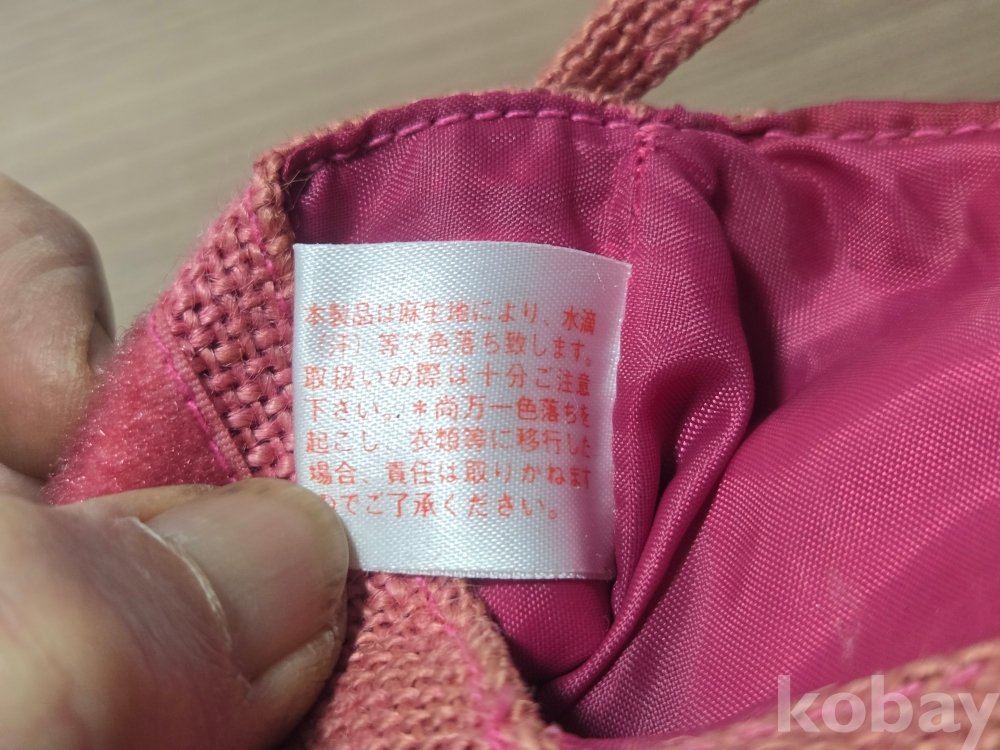 本製品は麻生地により、水滴
（汗）等で色落ち致します。
取扱いの際は十分ご注意
下さい。＊尚万一色落ちを
起こし、衣類等に移行した
場合、責任は取りかねます
のでご了承ください。
kobay